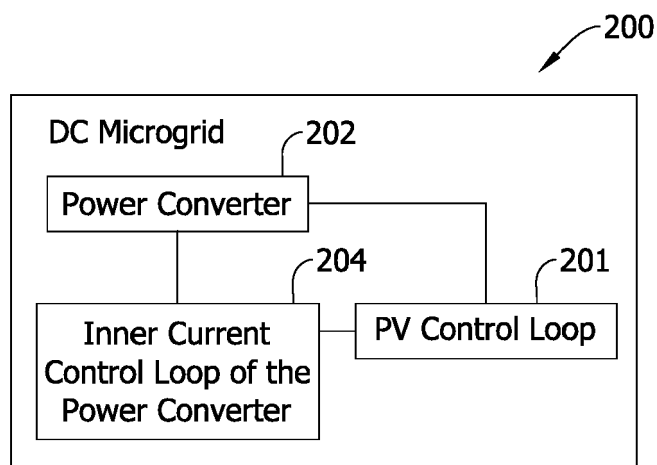 200
DC Microgrid
202
Power Converter
204
201
Inner Current
Control Loop of the
Power Converter
PV Control Loop